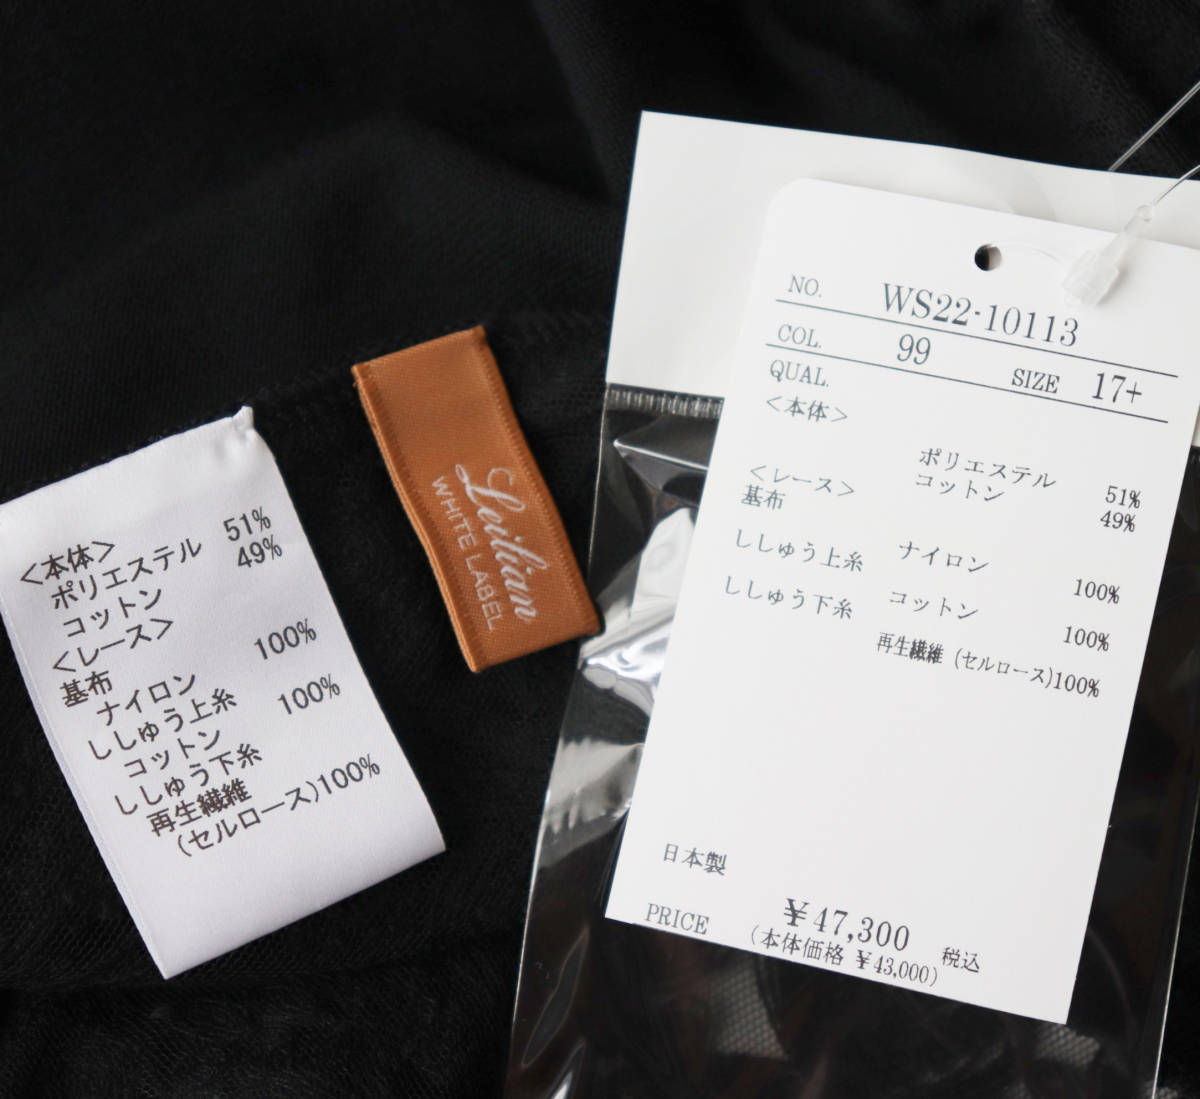 <本体>
ポリエステル 51%
コットン 49%
<レース>
基布
ナイロン 100%
ししゅう上糸
コットン 100%
ししゅう下糸
再生繊維
(セルロース)100%
Leilian
WHITE LABEL
NO. WS22-10113
COL. 99 SIZE 17+
QUAL.
<本体>
ポリエステル 51%
コットン 49%
<レース>
基布 ナイロン 100%
ししゅう上糸 コットン 100%
ししゅう下糸 再生繊維 (セルロース)100%
日本製
PRICE ¥47,300 税込
(本体価格 ¥43,000)